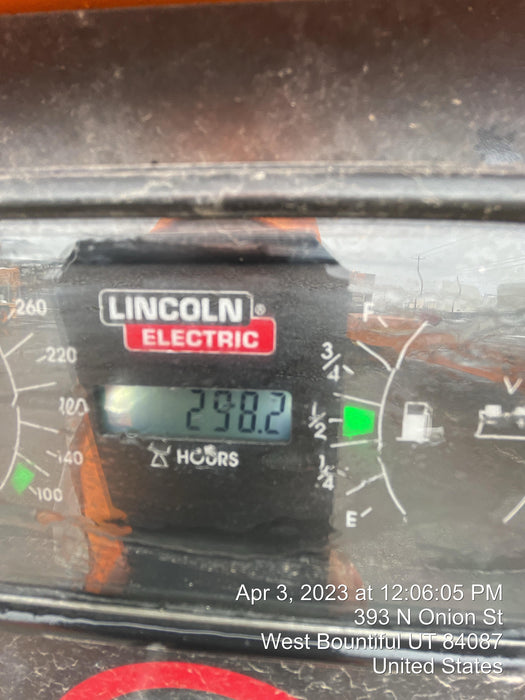 LINCOLN®
ELECTRIC
298.2
HOURS
260
220
180
140
100
F
3/4
1/2
1/4
E
V
Apr 3, 2023 at 12:06:05 PM
393 N Onion St
West Bountiful UT 84087
United States